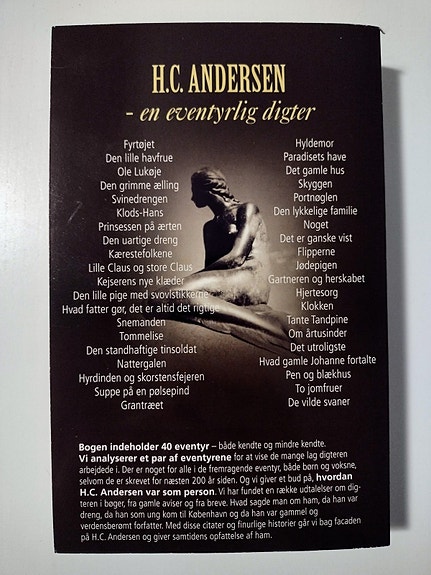 H.C. ANDERSEN
- en eventyrlig digter
Fyrtøjet
Den lille havfrue
Ole Lukøje
Den grimme ælling
Svinedrengen
Klods-Hans
Prinsessen på ærten
Den uartige dreng
Kærestefolkene
Lille Claus og store Claus
Kejserens nye klæder
Den lille pige med svovlstikkerne
Hvad fatter gør, det er altid det rigtige
Snemanden
Tommelise
Den standhaftige tinsoldat
Nattergalen
Hyrdinden og skorstensfejeren
Suppe på en pølsepind
Grantræet
Hyldemor
Paradisets have
Det gamle hus
Skyggen
Portnøglen
Den lykkelige familie
Noget
Det er ganske vist
Flipperne
Jødepigen
Gartneren og herskabet
Hjertesorg
Klokken
Tante Tandpine
Om årtusinder
Det utroligste
Hvad gamle Johanne fortalte
Pen og blækhus
To jomfruer
De vilde svaner
Bogen indeholder 40 eventyr – både kendte og mindre kendte.
Vi analyserer et par af eventyrene for at vise de mange lag digteren
arbejdede i. Der er noget for alle i de fremragende eventyr, både børn og voksne,
selvom de er skrevet for næsten 200 år siden. Og vi giver et bud på, hvordan
H.C. Andersen var som person. Vi har fundet en række udtalelser om dig-
teren i bøger, fra gamle aviser og fra breve. Hvad sagde man om ham, da han var
dreng, da han som ung kom til København og da han var gammel og
verdensberømt forfatter. Med disse citater og finurlige historier går vi bag facaden
på H.C. Andersen og giver samtidens opfattelse af ham.